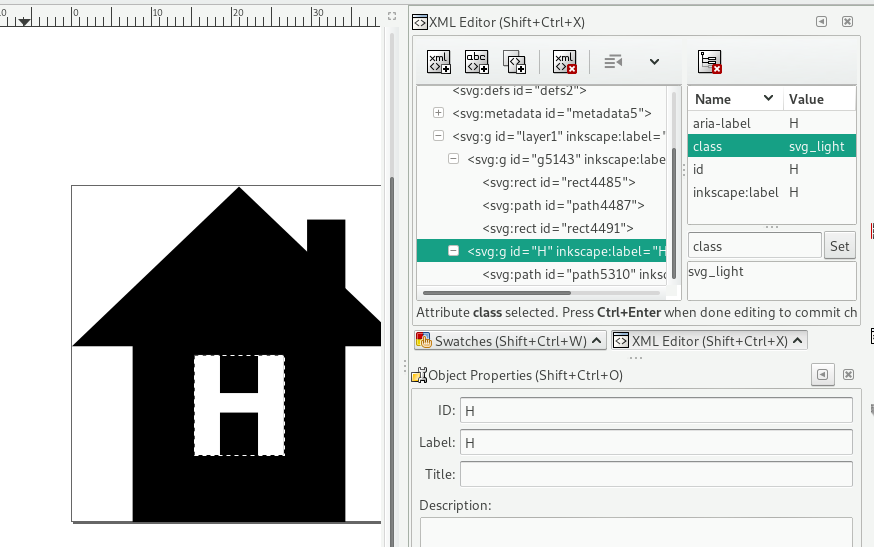 XML Editor (Shift+Ctrl+X)
0 0 10 20 30
<svg:defs id="defs2">
<svg:metadata id="metadata5">
<svg:g id="layer1" inkscape:label="
<svg:g id="g5143" inkscape:labe
<svg:rect id="rect4485">
<svg:path id="path4487">
<svg:rect id="rect4491">
<svg:g id="H" inkscape:label="H
<svg:path id="path5310" inksc
Name Value
aria-label H
class svg_light
id H
inkscape:label H
class Set
svg_light
Attribute class selected. Press Ctrl+Enter when done editing to commit ch
Swatches (Shift+Ctrl+W) XML Editor (Shift+Ctrl+X)
Object Properties (Shift+Ctrl+O)
ID: H
Label: H
Title:
Description:
H